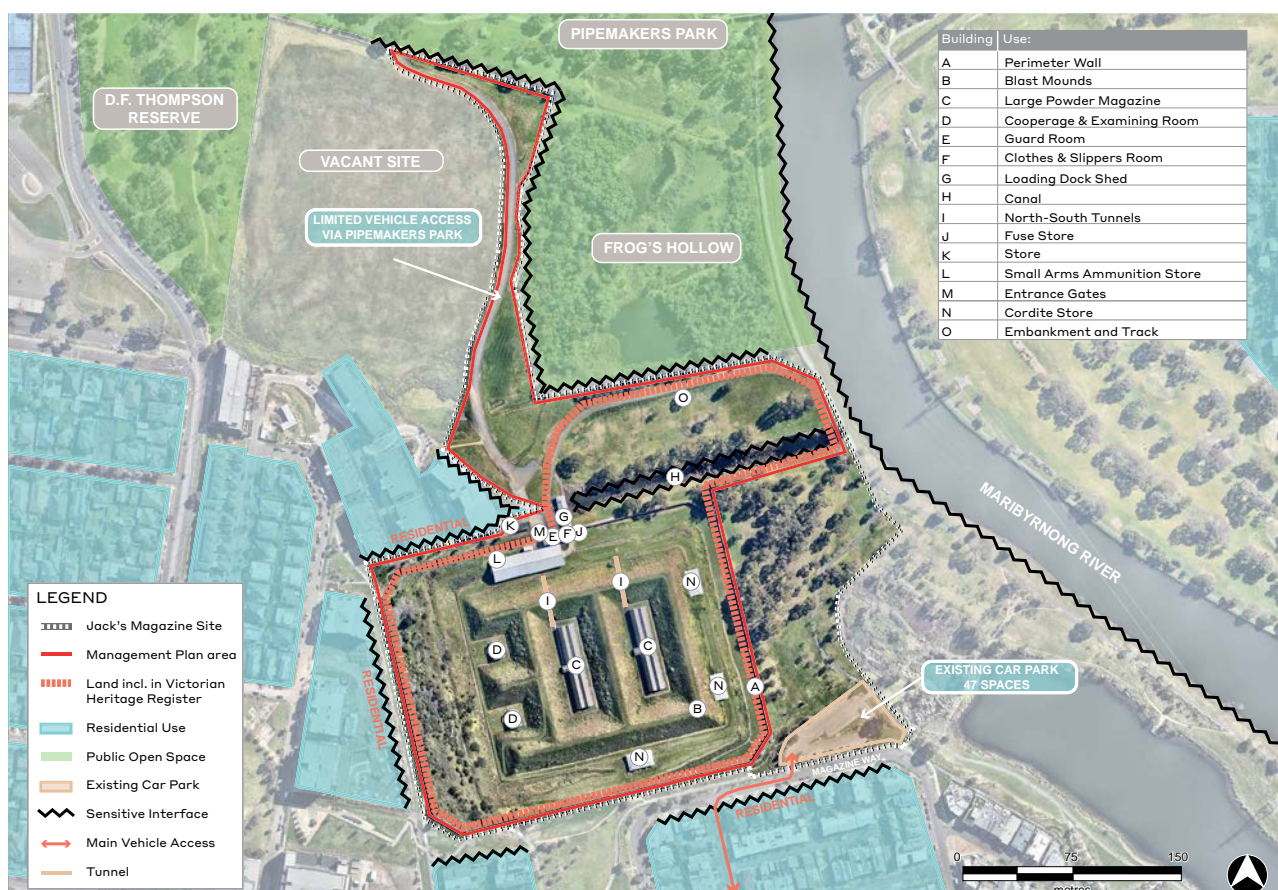 PIPEMAKERS PARK
D.F. THOMPSON
RESERVE
VACANT SITE
LIMITED VEHICLE ACCESS
VIA PIPEMAKERS PARK
FROG'S HOLLOW
Building Use:
A Perimeter Wall
B Blast Mounds
C Large Powder Magazine
D Cooperage & Examining Room
E Guard Room
F Clothes & Slippers Room
G Loading Dock Shed
H Canal
I North-South Tunnels
J Fuse Store
K Store
L Small Arms Ammunition Store
M Entrance Gates
N Cordite Store
O Embankment and Track
O
H
G
K
M
E
F
J
L
I
I
N
D
C
C
N
A
B
D
N
RESIDENTIAL
RESIDENTIAL
RESIDENTIAL
MAGAZINE WAY
MARIBYRNONG RIVER
EXISTING CAR PARK
47 SPACES
LEGEND
Jack's Magazine Site
Management Plan area
Land incl. in Victorian
Heritage Register
Residential Use
Public Open Space
Existing Car Park
Sensitive Interface
Main Vehicle Access
Tunnel
0 75 150
metres